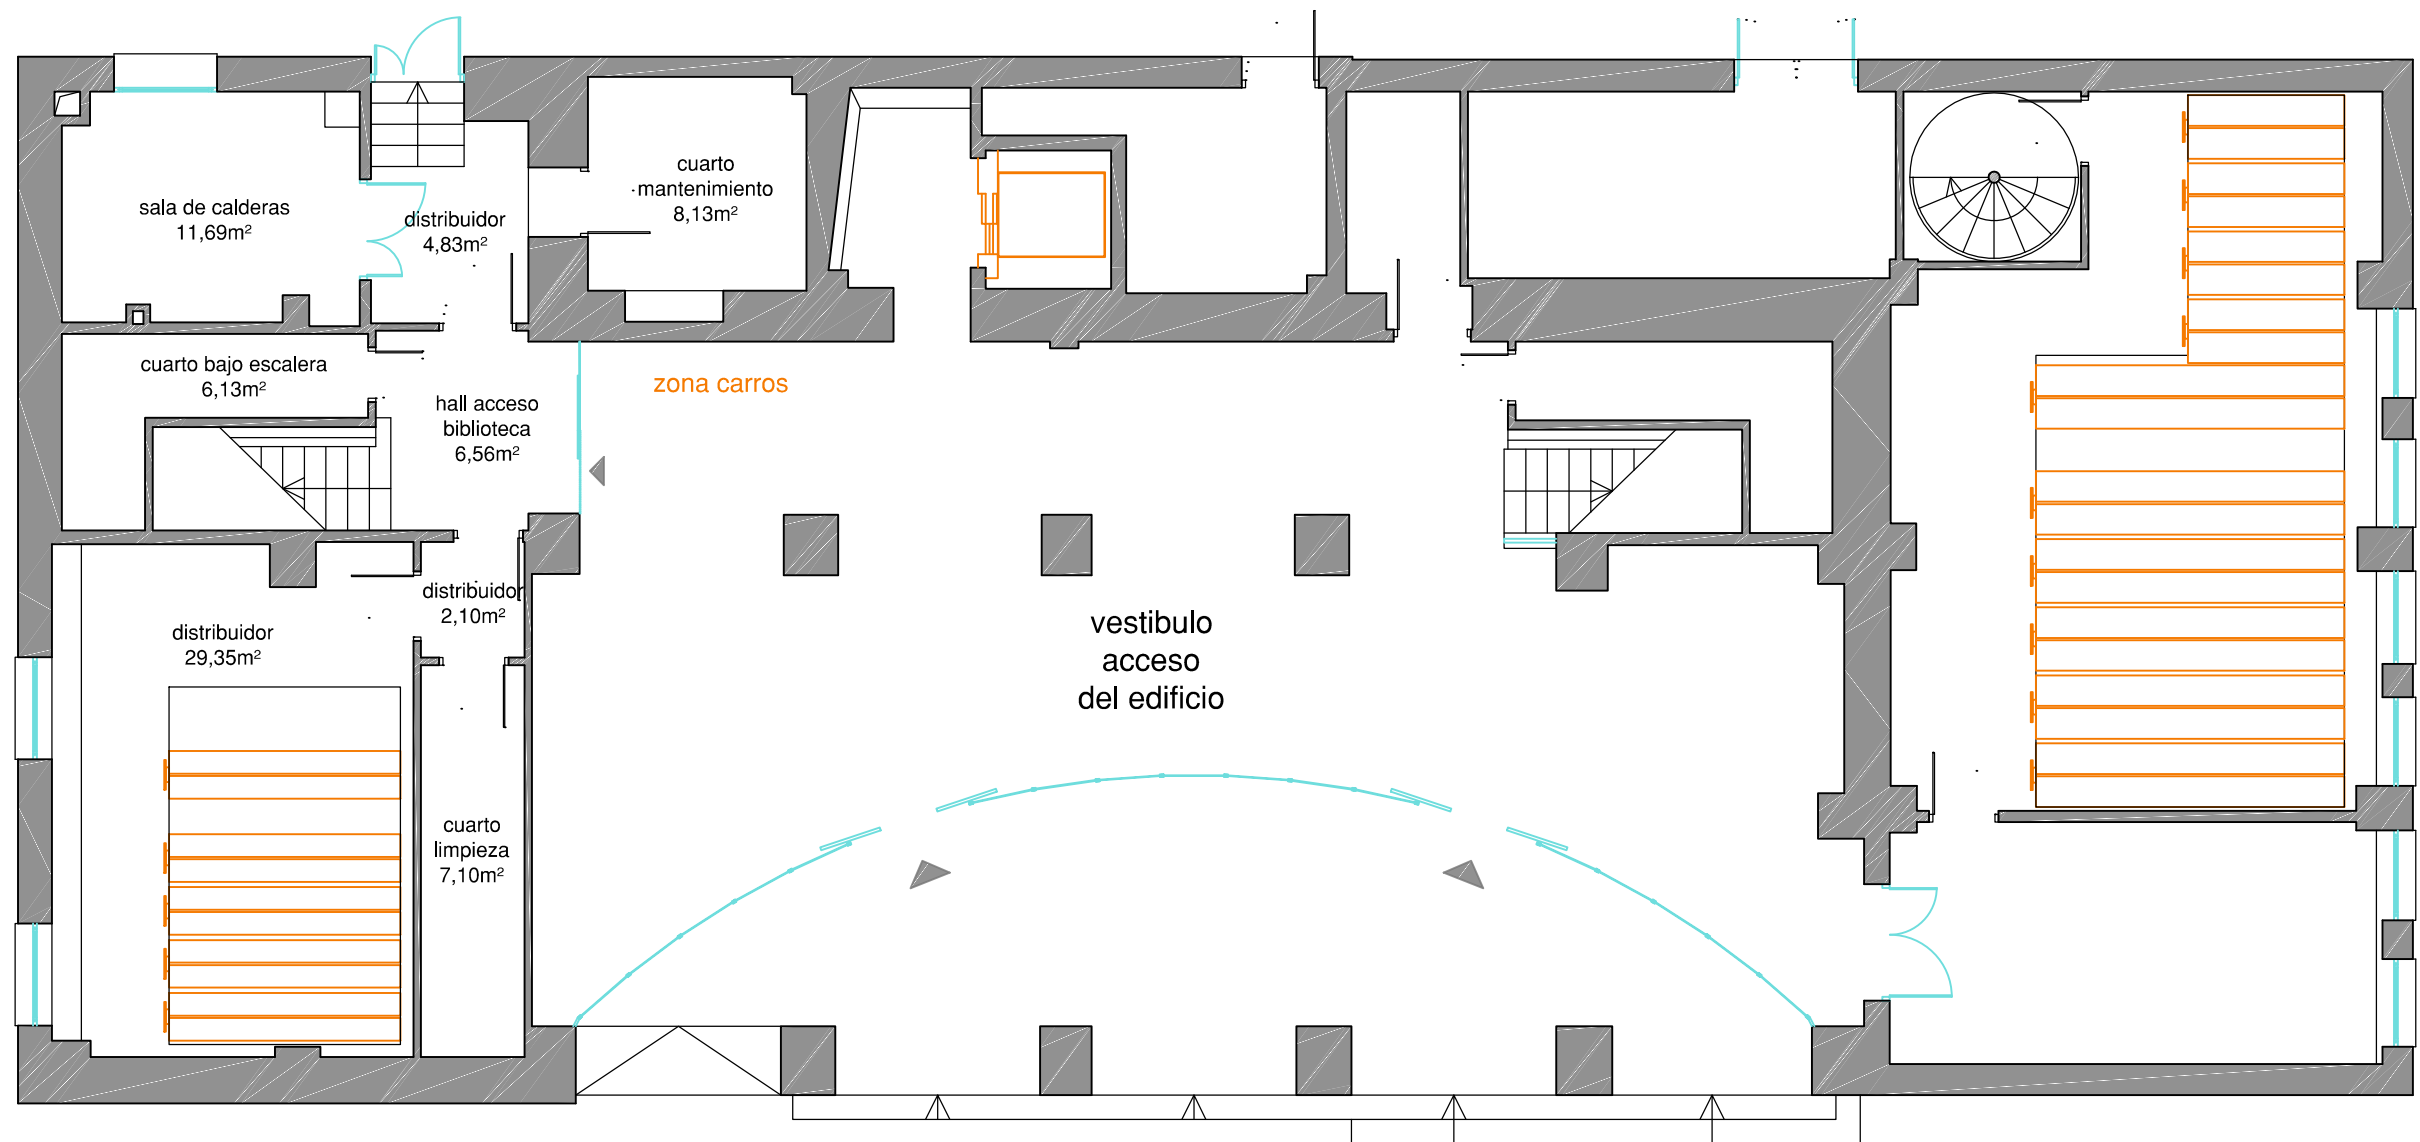 cuarto
mantenimiento
8,13m²
sala de calderas
11,69m²
distribuidor
4,83m²
cuarto bajo escalera
6,13m²
zona carros
hall acceso
biblioteca
6,56m²
distribuidor
2,10m²
distribuidor
29,35m²
vestibulo
acceso
del edificio
cuarto
limpieza
7,10m²